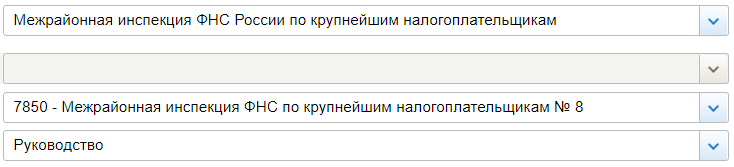 Межрайонная инспекция ФНС России по крупнейшим налогоплательщикам
7850 - Межрайонная инспекция ФНС по крупнейшим налогоплательщикам № 8
Руководство